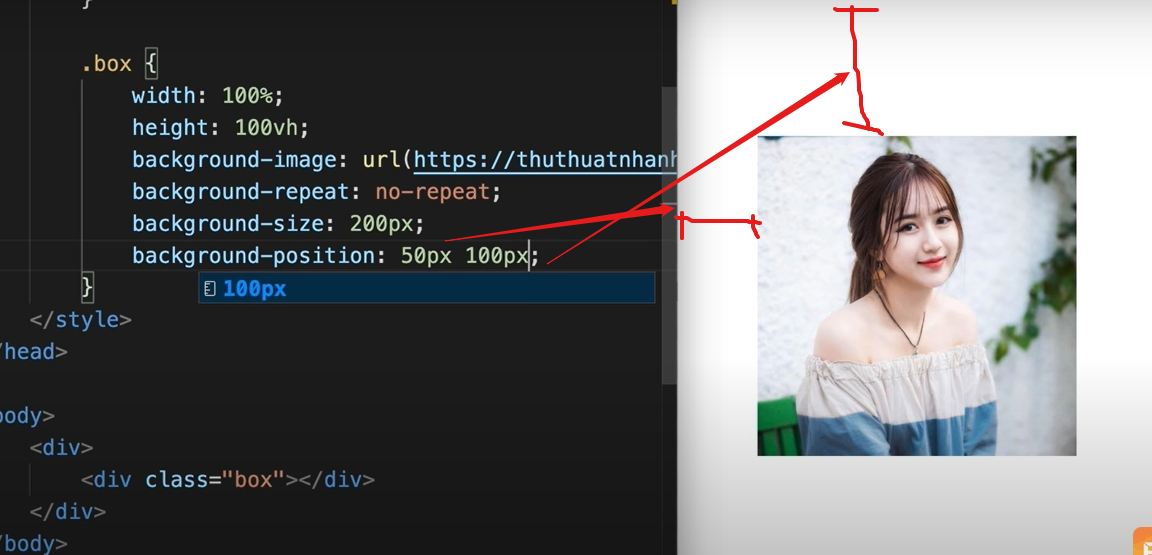 }
.box {
width: 100%;
height: 100vh;
background-image: url(https://thuthuatnhanh
background-repeat: no-repeat;
background-size: 200px;
background-position: 50px 100px;
}
100px
</style>
/head>
body>
<div>
<div class="box"></div>
</div>
/body>